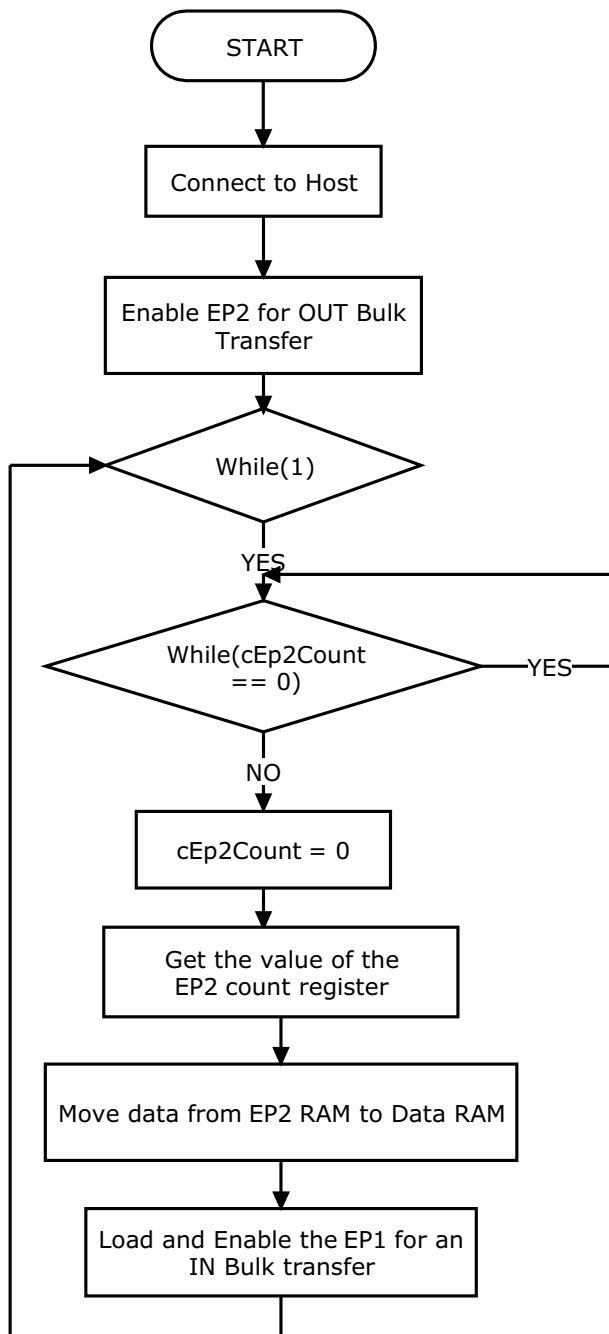 START
Connect to Host
Enable EP2 for OUT Bulk
Transfer
While(1)
YES
While(cEp2Count
== 0)
YES
NO
cEp2Count = 0
Get the value of the
EP2 count register
Move data from EP2 RAM to Data RAM
Load and Enable the EP1 for an
IN Bulk transfer